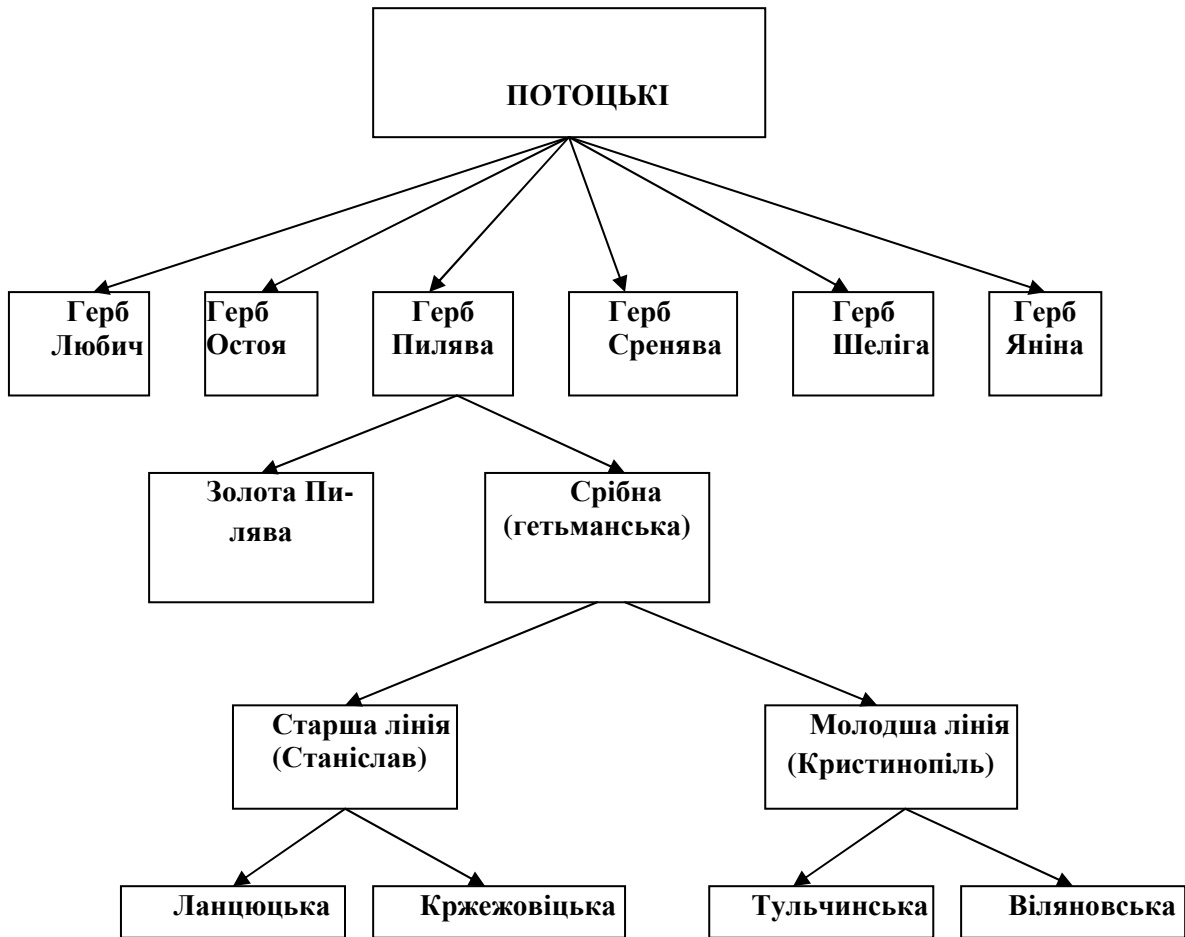 ПОТОЦЬКІ
Герб
Любич
Герб
Остоя
Герб
Пилява
Герб
Сренява
Герб
Шеліга
Герб
Яніна
Золота Пи-
лява
Срібна
(гетьманська)
Старша лінія
(Станіслав)
Молодша лінія
(Кристинопіль)
Ланцюцька
Кржежовіцька
Тульчинська
Віляновська